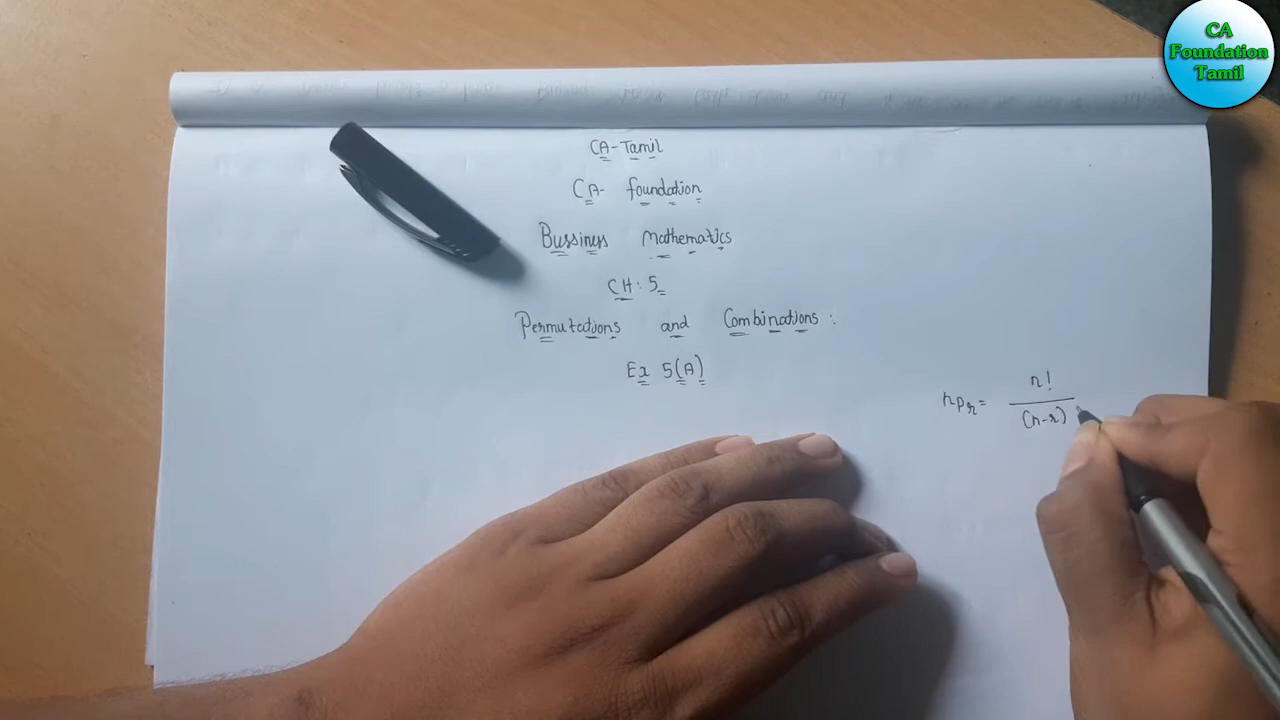 CA
Foundation
Tamil
CA-Tamil
CA- foundation
Bussiness Mathematics
CH: 5
Permutations and Combinations:
Ex 5(A)
nPr = n!
(n-r)